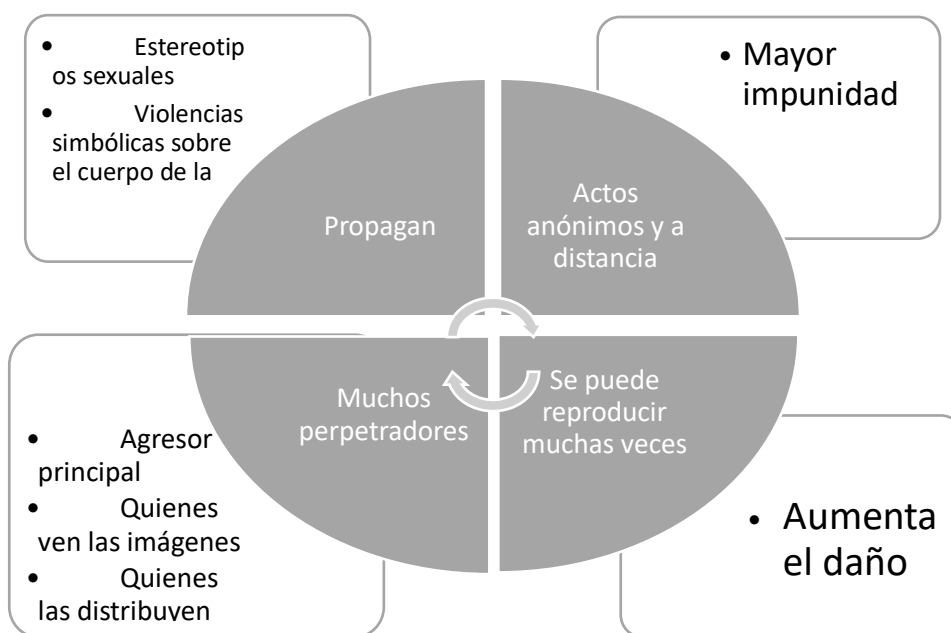 • Estereotip
os sexuales
• Violencias
simbólicas sobre
el cuerpo de la
• Mayor
impunidad
Propagan
Actos
anónimos y a
distancia
Muchos
perpetradores
Se puede
reproducir
muchas veces
• Agresor
principal
• Quienes
ven las imágenes
• Quienes
las distribuyen
• Aumenta
el daño